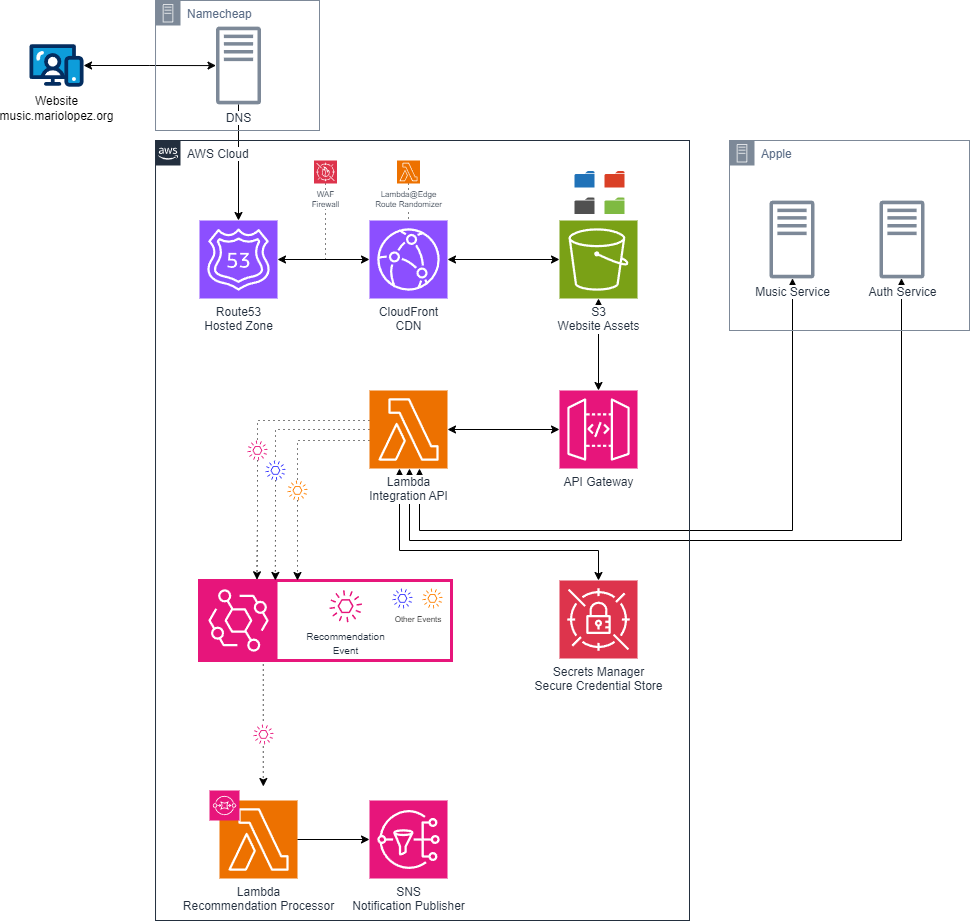 Namecheap
Website
music.mariolopez.org
DNS
aws
AWS Cloud
Apple
WAF
Firewall
Lambda@Edge
Route Randomizer
53
Route53
Hosted Zone
CloudFront
CDN
S3
Website Assets
Music Service
Auth Service
</>
Lambda
Integration API
API Gateway
Recommendation
Event
Other Events
Secrets Manager
Secure Credential Store
Lambda
Recommendation Processor
SNS
Notification Publisher